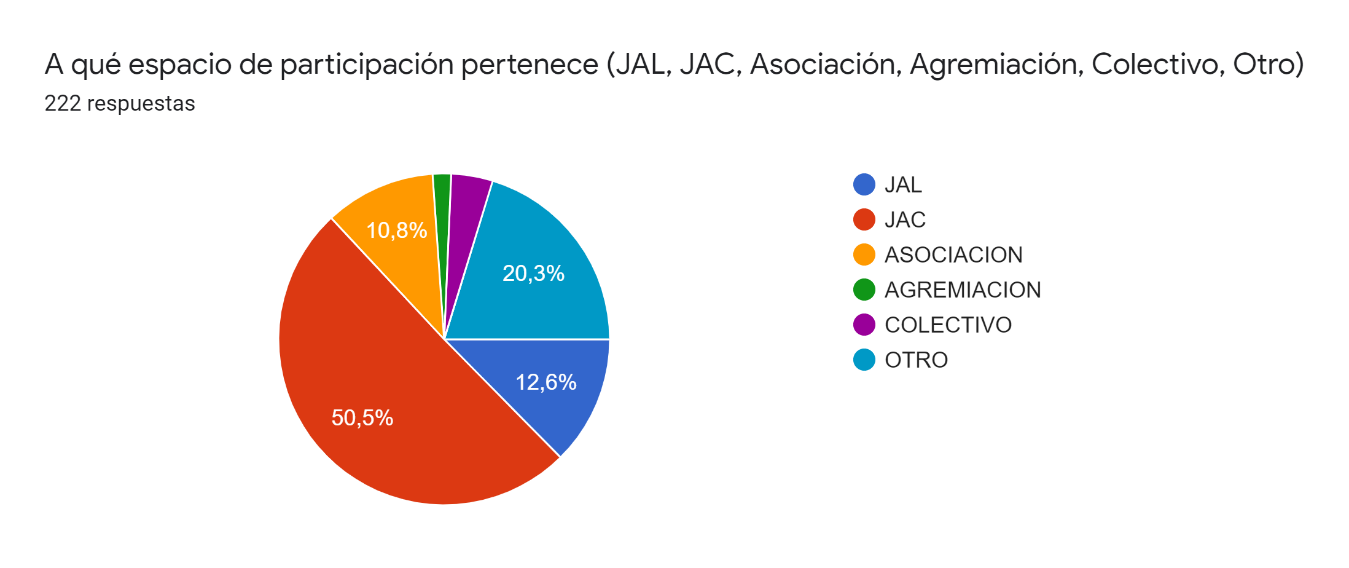 A qué espacio de participación pertenece (JAL, JAC, Asociación, Agremiación, Colectivo, Otro)
222 respuestas
10,8%
20,3%
12,6%
50,5%
JAL
JAC
ASOCIACION
AGREMIACION
COLECTIVO
OTRO